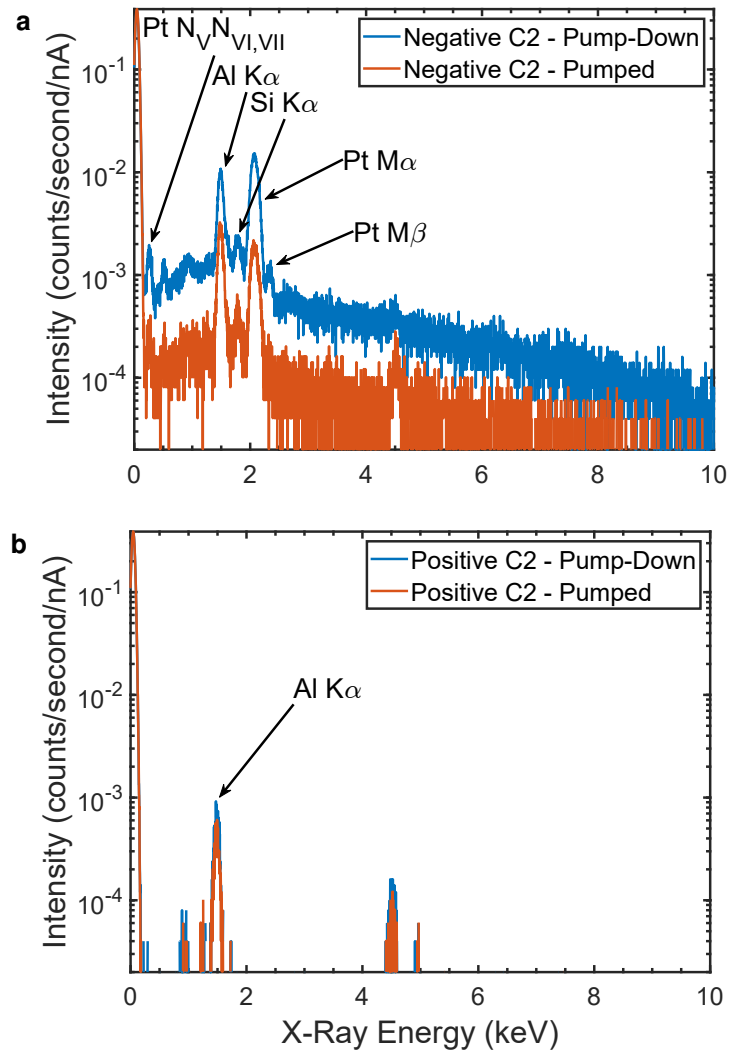 a
Pt N_V N_VI,VII
Al Kα
Si Kα
Pt Mα
Pt Mβ
Negative C2 - Pump-Down
Negative C2 - Pumped
Intensity (counts/second/nA)
10^-1
10^-2
10^-3
10^-4
0 2 4 6 8 10
b
Positive C2 - Pump-Down
Positive C2 - Pumped
Al Kα
Intensity (counts/second/nA)
10^-1
10^-2
10^-3
10^-4
0 2 4 6 8 10
X-Ray Energy (keV)